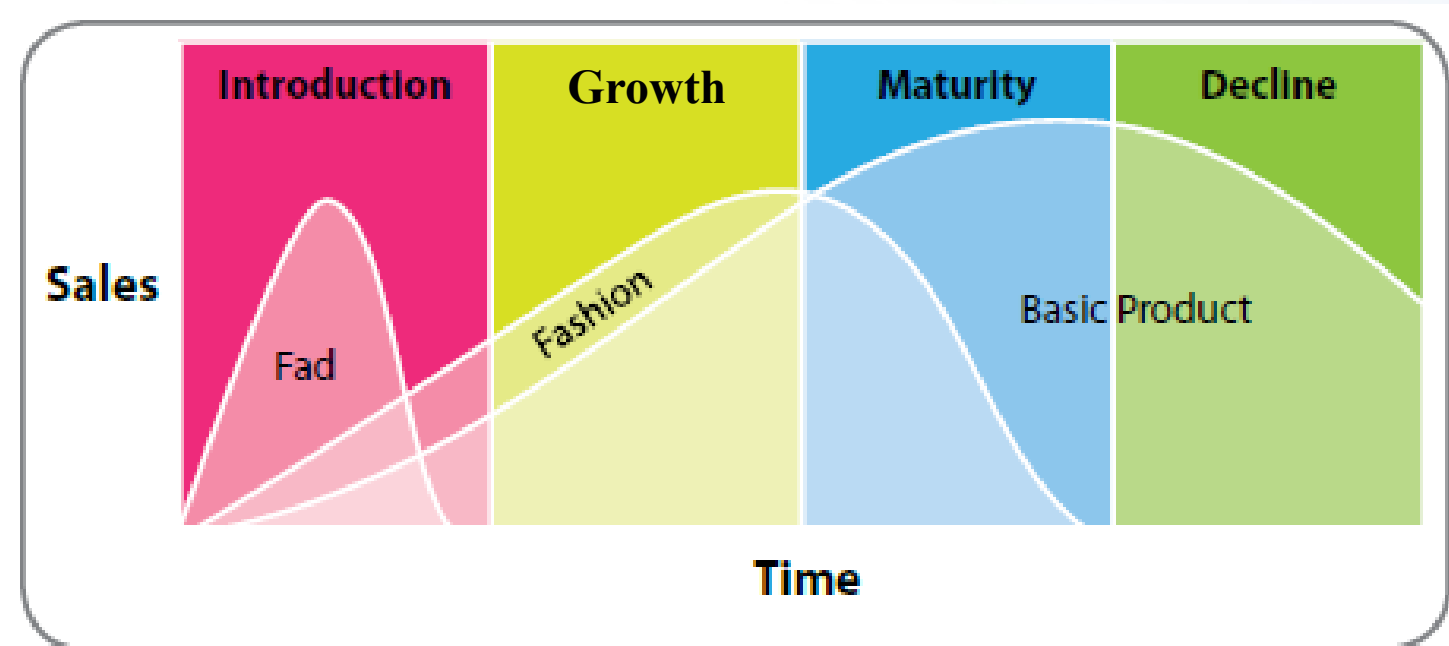 Introduction
Growth
Maturity
Decline
Sales
Fad
Fashion
Basic Product
Time